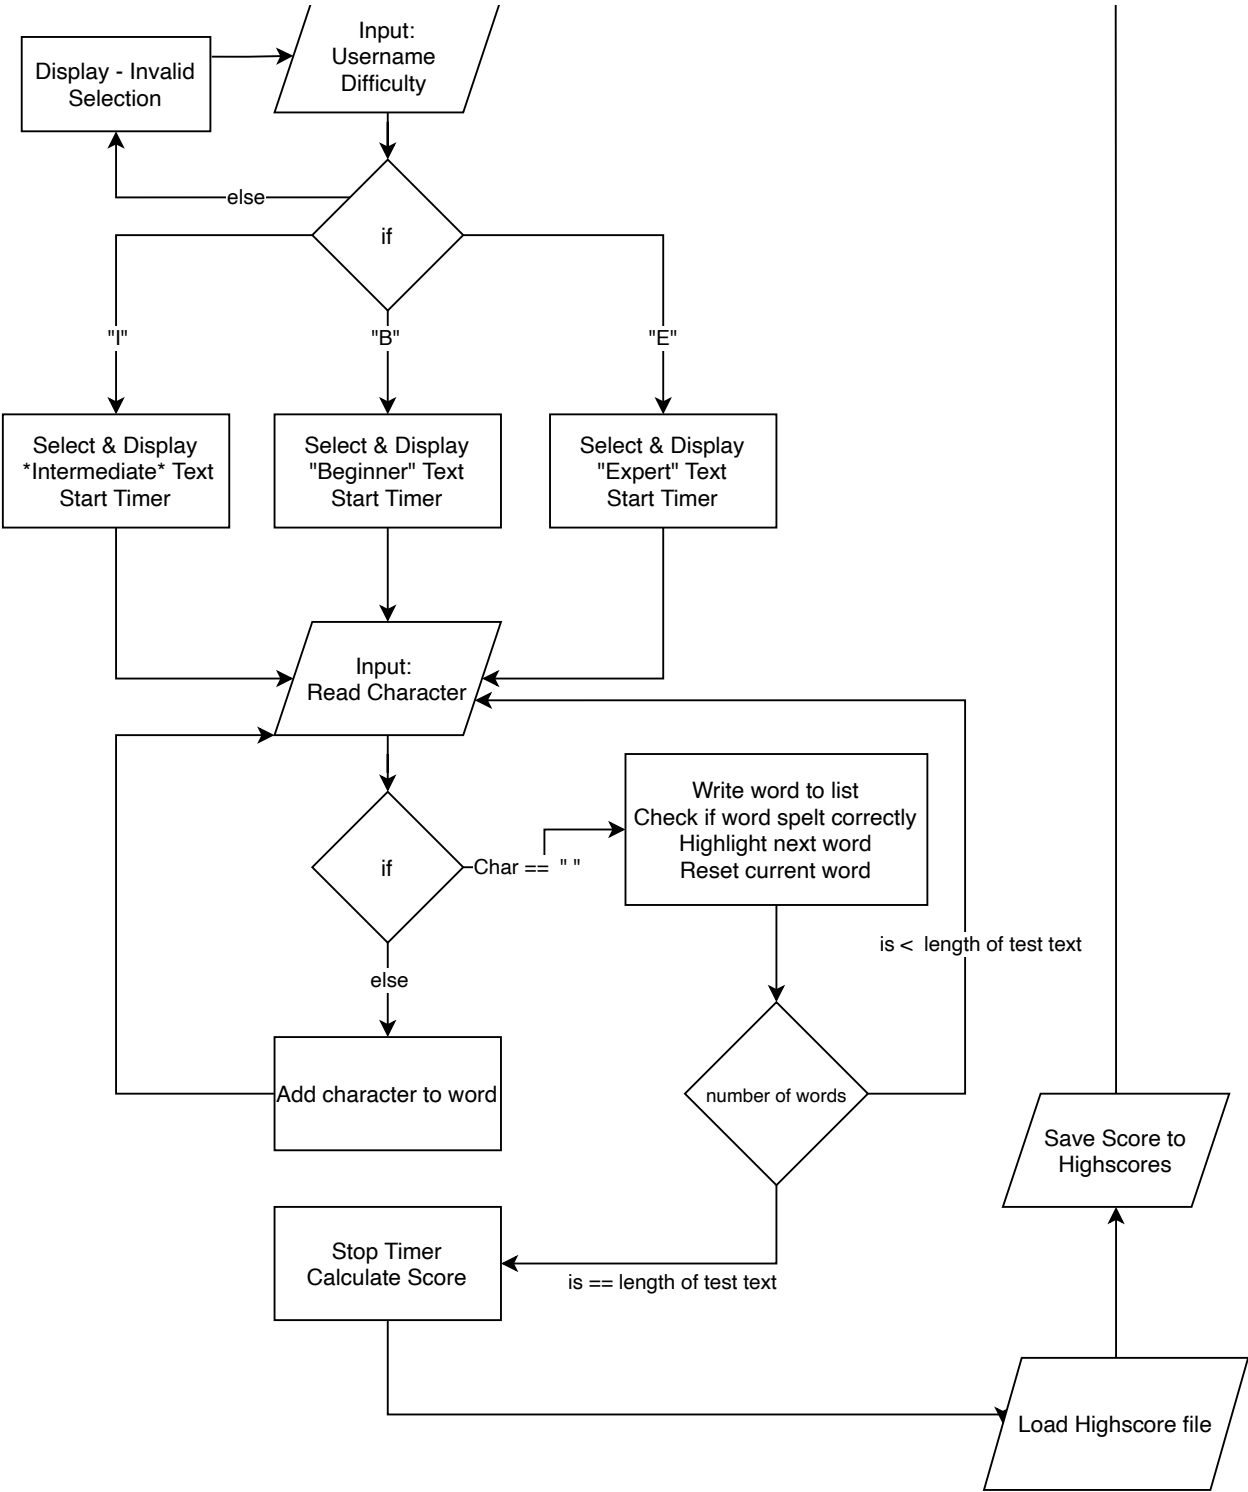 Input:
Username
Difficulty
Display - Invalid
Selection
else
if
"I"
"B"
"E"
Select & Display
*Intermediate* Text
Start Timer
Select & Display
"Beginner" Text
Start Timer
Select & Display
"Expert" Text
Start Timer
Input:
Read Character
Write word to list
Check if word spelt correctly
Highlight next word
Reset current word
if
Char == " "
is < length of test text
else
Add character to word
number of words
Save Score to
Highscores
Stop Timer
Calculate Score
is == length of test text
Load Highscore file